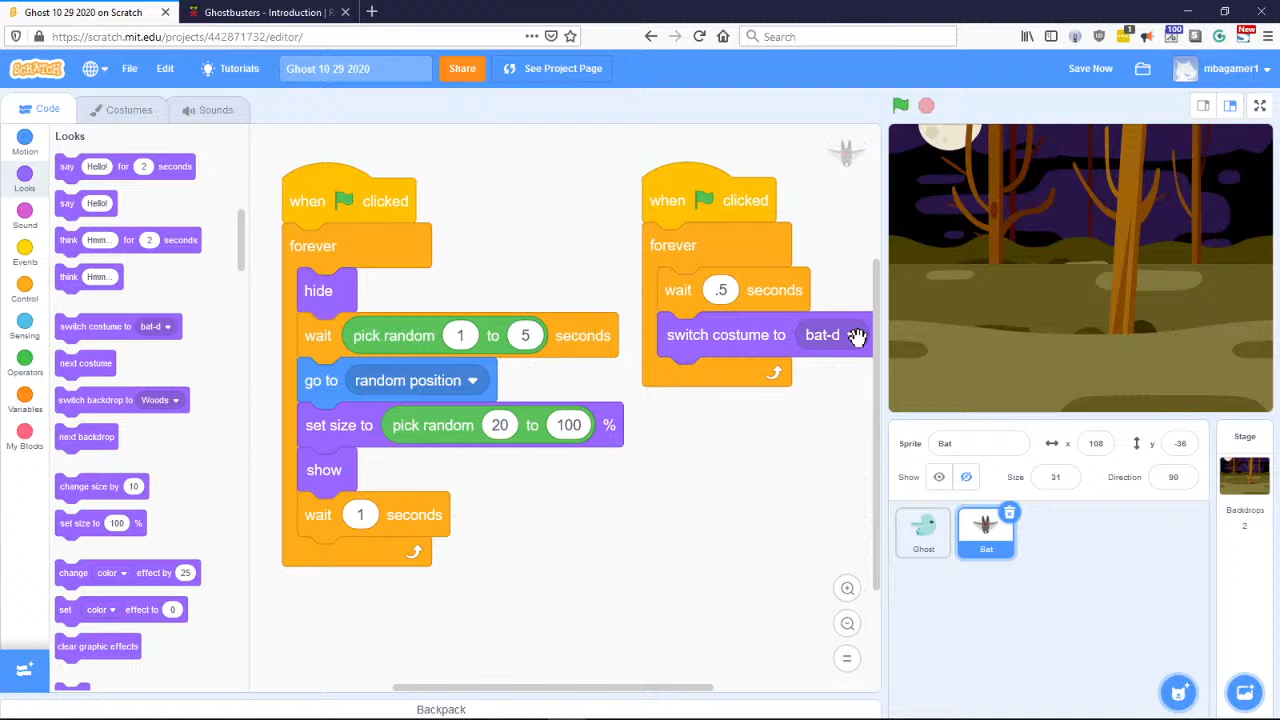 Ghost 10 29 2020 on Scratch
Ghostbusters - Introduction | R
https://scratch.mit.edu/projects/442871732/editor/
Search
1
100
New
SCRATCH
File
Edit
Tutorials
Ghost 10 29 2020
Share
See Project Page
Save Now
mbagamer1
Code
Costumes
Sounds
Motion
Looks
Sound
Events
Control
Sensing
Operators
Variables
My Blocks
Looks
say Hello! for 2 seconds
say Hello!
think Hmm... for 2 seconds
think Hmm...
switch costume to bat-d
next costume
switch backdrop to Woods
next backdrop
change size by 10
set size to 100 %
change color effect by 25
set color effect to 0
clear graphic effects
when clicked
forever
hide
wait pick random 1 to 5 seconds
go to random position
set size to pick random 20 to 100 %
show
wait 1 seconds
when clicked
forever
wait .5 seconds
switch costume to bat-d
Sprite
Bat
x
108
y
-36
Show
Size
31
Direction
90
Ghost
Bat
Stage
Backdrops
2
Backpack